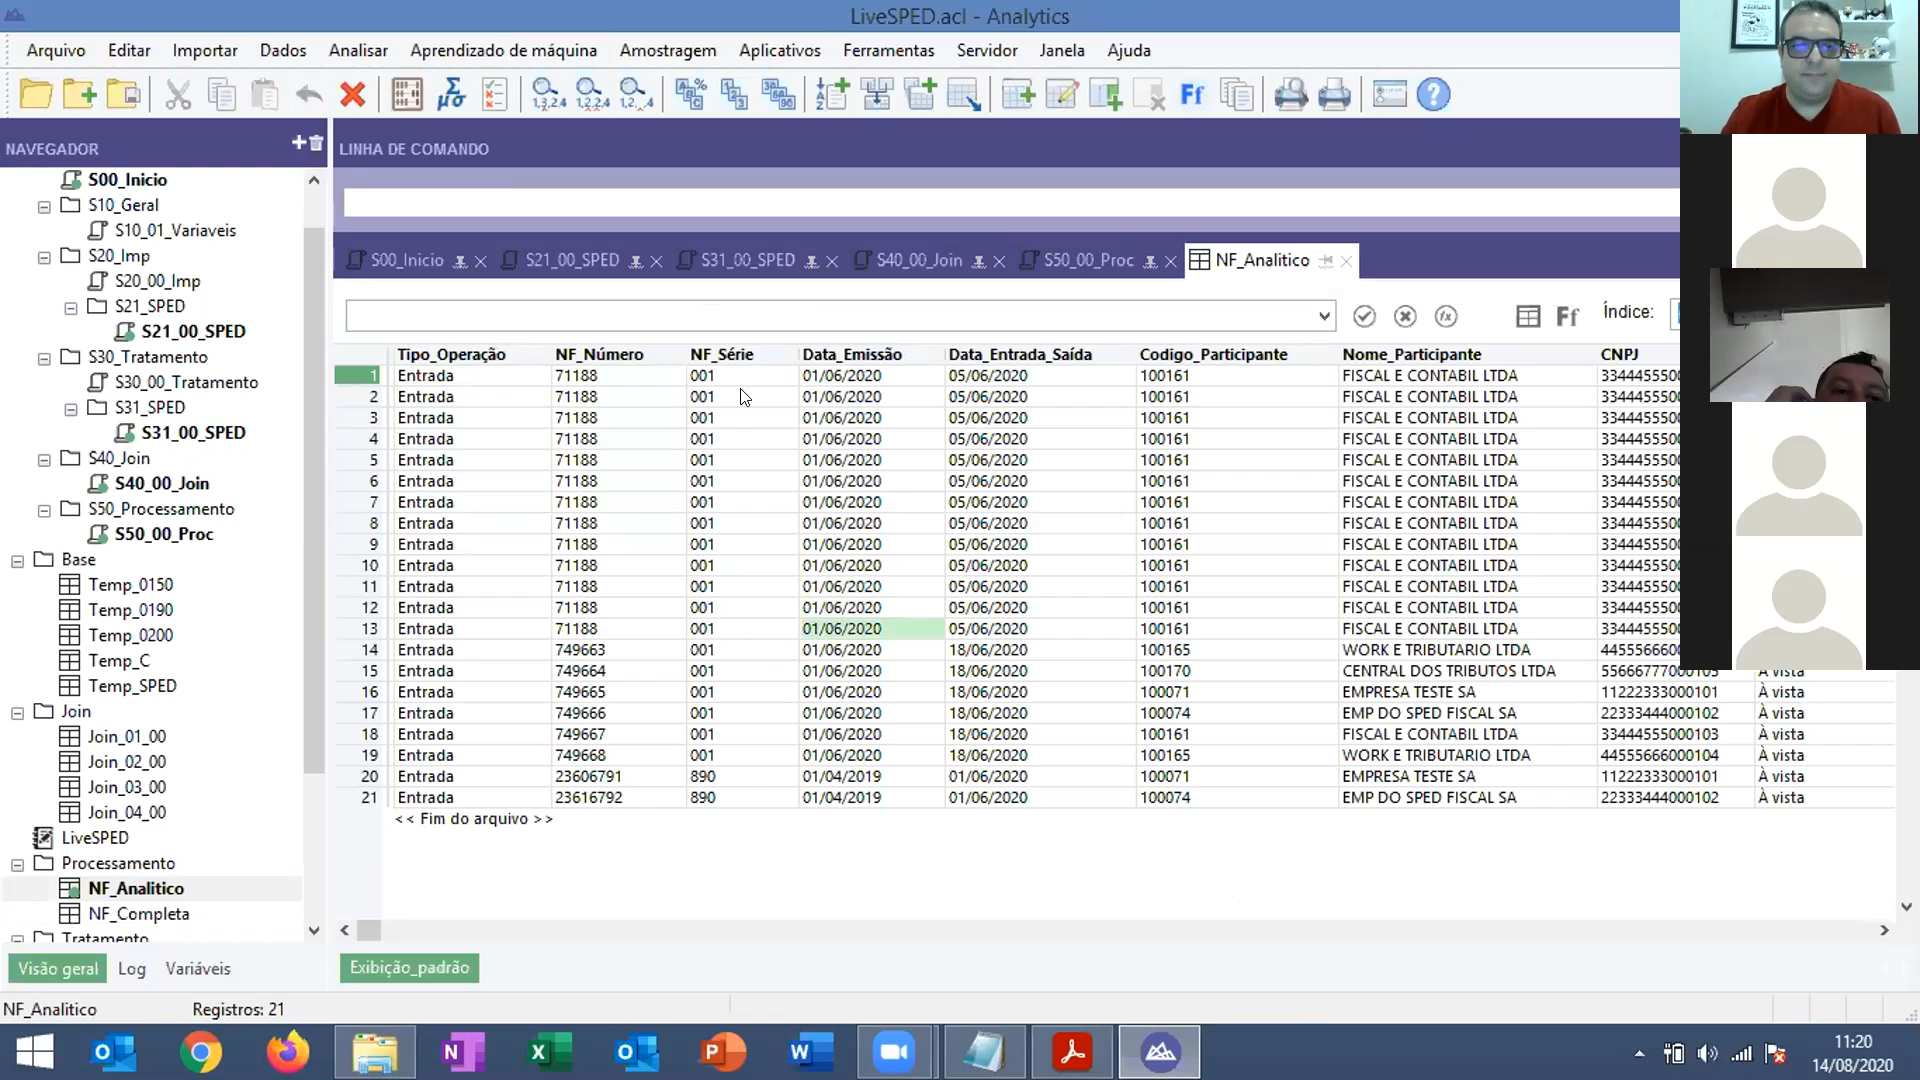 LiveSPED.acl - Analytics
Arquivo Editar Importar Dados Analisar Aprendizado de máquina Amostragem Aplicativos Ferramentas Servidor Janela Ajuda
NAVEGADOR
LINHA DE COMANDO
S00_Inicio
S10_Geral
S10_01_Variaveis
S20_Imp
S20_00_Imp
S21_SPED
S21_00_SPED
S30_Tratamento
S30_00_Tratamento
S31_SPED
S31_00_SPED
S40_Join
S40_00_Join
S50_Processamento
S50_00_Proc
Base
Temp_0150
Temp_0190
Temp_0200
Temp_C
Temp_SPED
Join
Join_01_00
Join_02_00
Join_03_00
Join_04_00
LiveSPED
Processamento
NF_Analitico
NF_Completa
Tratamento
Visão geral Log Variáveis
S00_Inicio S21_00_SPED S31_00_SPED S40_00_Join S50_00_Proc NF_Analitico
Ff Índice:
Tipo_Operação NF_Número NF_Série Data_Emissão Data_Entrada_Saída Codigo_Participante Nome_Participante CNPJ
1 Entrada 71188 001 01/06/2020 05/06/2020 100161 FISCAL E CONTABIL LTDA 3344455500
2 Entrada 71188 001 01/06/2020 05/06/2020 100161 FISCAL E CONTABIL LTDA 3344455500
3 Entrada 71188 001 01/06/2020 05/06/2020 100161 FISCAL E CONTABIL LTDA 3344455500
4 Entrada 71188 001 01/06/2020 05/06/2020 100161 FISCAL E CONTABIL LTDA 3344455500
5 Entrada 71188 001 01/06/2020 05/06/2020 100161 FISCAL E CONTABIL LTDA 3344455500
6 Entrada 71188 001 01/06/2020 05/06/2020 100161 FISCAL E CONTABIL LTDA 3344455500
7 Entrada 71188 001 01/06/2020 05/06/2020 100161 FISCAL E CONTABIL LTDA 3344455500
8 Entrada 71188 001 01/06/2020 05/06/2020 100161 FISCAL E CONTABIL LTDA 3344455500
9 Entrada 71188 001 01/06/2020 05/06/2020 100161 FISCAL E CONTABIL LTDA 3344455500
10 Entrada 71188 001 01/06/2020 05/06/2020 100161 FISCAL E CONTABIL LTDA 3344455500
11 Entrada 71188 001 01/06/2020 05/06/2020 100161 FISCAL E CONTABIL LTDA 3344455500
12 Entrada 71188 001 01/06/2020 05/06/2020 100161 FISCAL E CONTABIL LTDA 3344455500
13 Entrada 71188 001 01/06/2020 05/06/2020 100161 FISCAL E CONTABIL LTDA 3344455500
14 Entrada 749663 001 01/06/2020 18/06/2020 100165 WORK E TRIBUTARIO LTDA 4455566600
15 Entrada 749664 001 01/06/2020 18/06/2020 100170 CENTRAL DOS TRIBUTOS LTDA 55666777000105 À vista
16 Entrada 749665 001 01/06/2020 18/06/2020 100071 EMPRESA TESTE SA 11222333000101 À vista
17 Entrada 749666 001 01/06/2020 18/06/2020 100074 EMP DO SPED FISCAL SA 22333444000102 À vista
18 Entrada 749667 001 01/06/2020 18/06/2020 100161 FISCAL E CONTABIL LTDA 33444555000103 À vista
19 Entrada 749668 001 01/06/2020 18/06/2020 100165 WORK E TRIBUTARIO LTDA 44555666000104 À vista
20 Entrada 23606791 890 01/04/2019 01/06/2020 100071 EMPRESA TESTE SA 11222333000101 À vista
21 Entrada 23616792 890 01/04/2019 01/06/2020 100074 EMP DO SPED FISCAL SA 22333444000102 À vista
<< Fim do arquivo >>
Exibição_padrão
NF_Analitico Registros: 21
11:20
14/08/2020